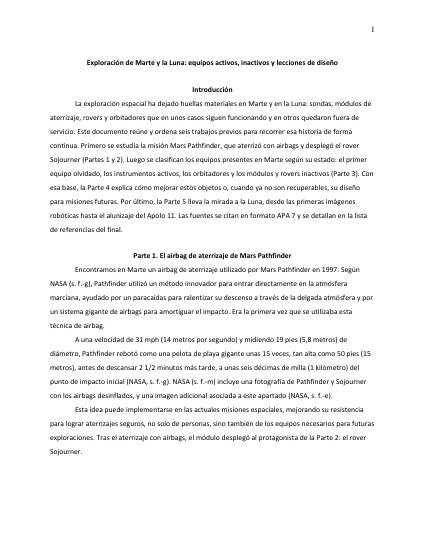 1
Exploración de Marte y la Luna: equipos activos, inactivos y lecciones de diseño
Introducción
La exploración espacial ha dejado huellas materiales en Marte y en la Luna: sondas, módulos de
aterrizaje, rovers y orbitadores que en unos casos siguen funcionando y en otros quedaron fuera de
servicio. Este documento reúne y ordena seis trabajos previos para recorrer esa historia de forma
continua. Primero se estudia la misión Mars Pathfinder, que aterrizó con airbags y desplegó el rover
Sojourner (Partes 1 y 2). Luego se clasifican los equipos presentes en Marte según su estado: el primer
equipo olvidado, los instrumentos activos, los orbitadores y los módulos y rovers inactivos (Parte 3). Con
esa base, la Parte 4 explica cómo mejorar estos objetos o, cuando ya no son recuperables, su diseño
para misiones futuras. Por último, la Parte 5 lleva la mirada a la Luna, desde las primeras imágenes
robóticas hasta el alunizaje del Apolo 11. Las fuentes se citan en formato APA 7 y se detallan en la lista
de referencias del final.
Parte 1. El airbag de aterrizaje de Mars Pathfinder
Encontramos en Marte un airbag de aterrizaje utilizado por Mars Pathfinder en 1997. Según
NASA (s. f.-g), Pathfinder utilizó un método innovador para entrar directamente en la atmósfera
marciana, ayudado por un paracaídas para ralentizar su descenso a través de la delgada atmósfera y por
un sistema gigante de airbags para amortiguar el impacto. Era la primera vez que se utilizaba esta
técnica de airbag.
A una velocidad de 31 mph (14 metros por segundo) y midiendo 19 pies (5,8 metros) de
diámetro, Pathfinder rebotó como una pelota de playa gigante unas 15 veces, tan alta como 50 pies (15
metros), antes de descansar 2 1/2 minutos más tarde, a unas seis décimas de milla (1 kilómetro) del
punto de impacto inicial (NASA, s. f.-g). NASA (s. f.-m) incluye una fotografía de Pathfinder y Sojourner
con los airbags desinflados, y una imagen adicional asociada a este apartado (NASA, s. f.-e).
Esta idea puede implementarse en las actuales misiones espaciales, mejorando su resistencia
para lograr aterrizajes seguros, no solo de personas, sino también de los equipos necesarios para futuras
exploraciones. Tras el aterrizaje con airbags, el módulo desplegó al protagonista de la Parte 2: el rover
Sojourner.